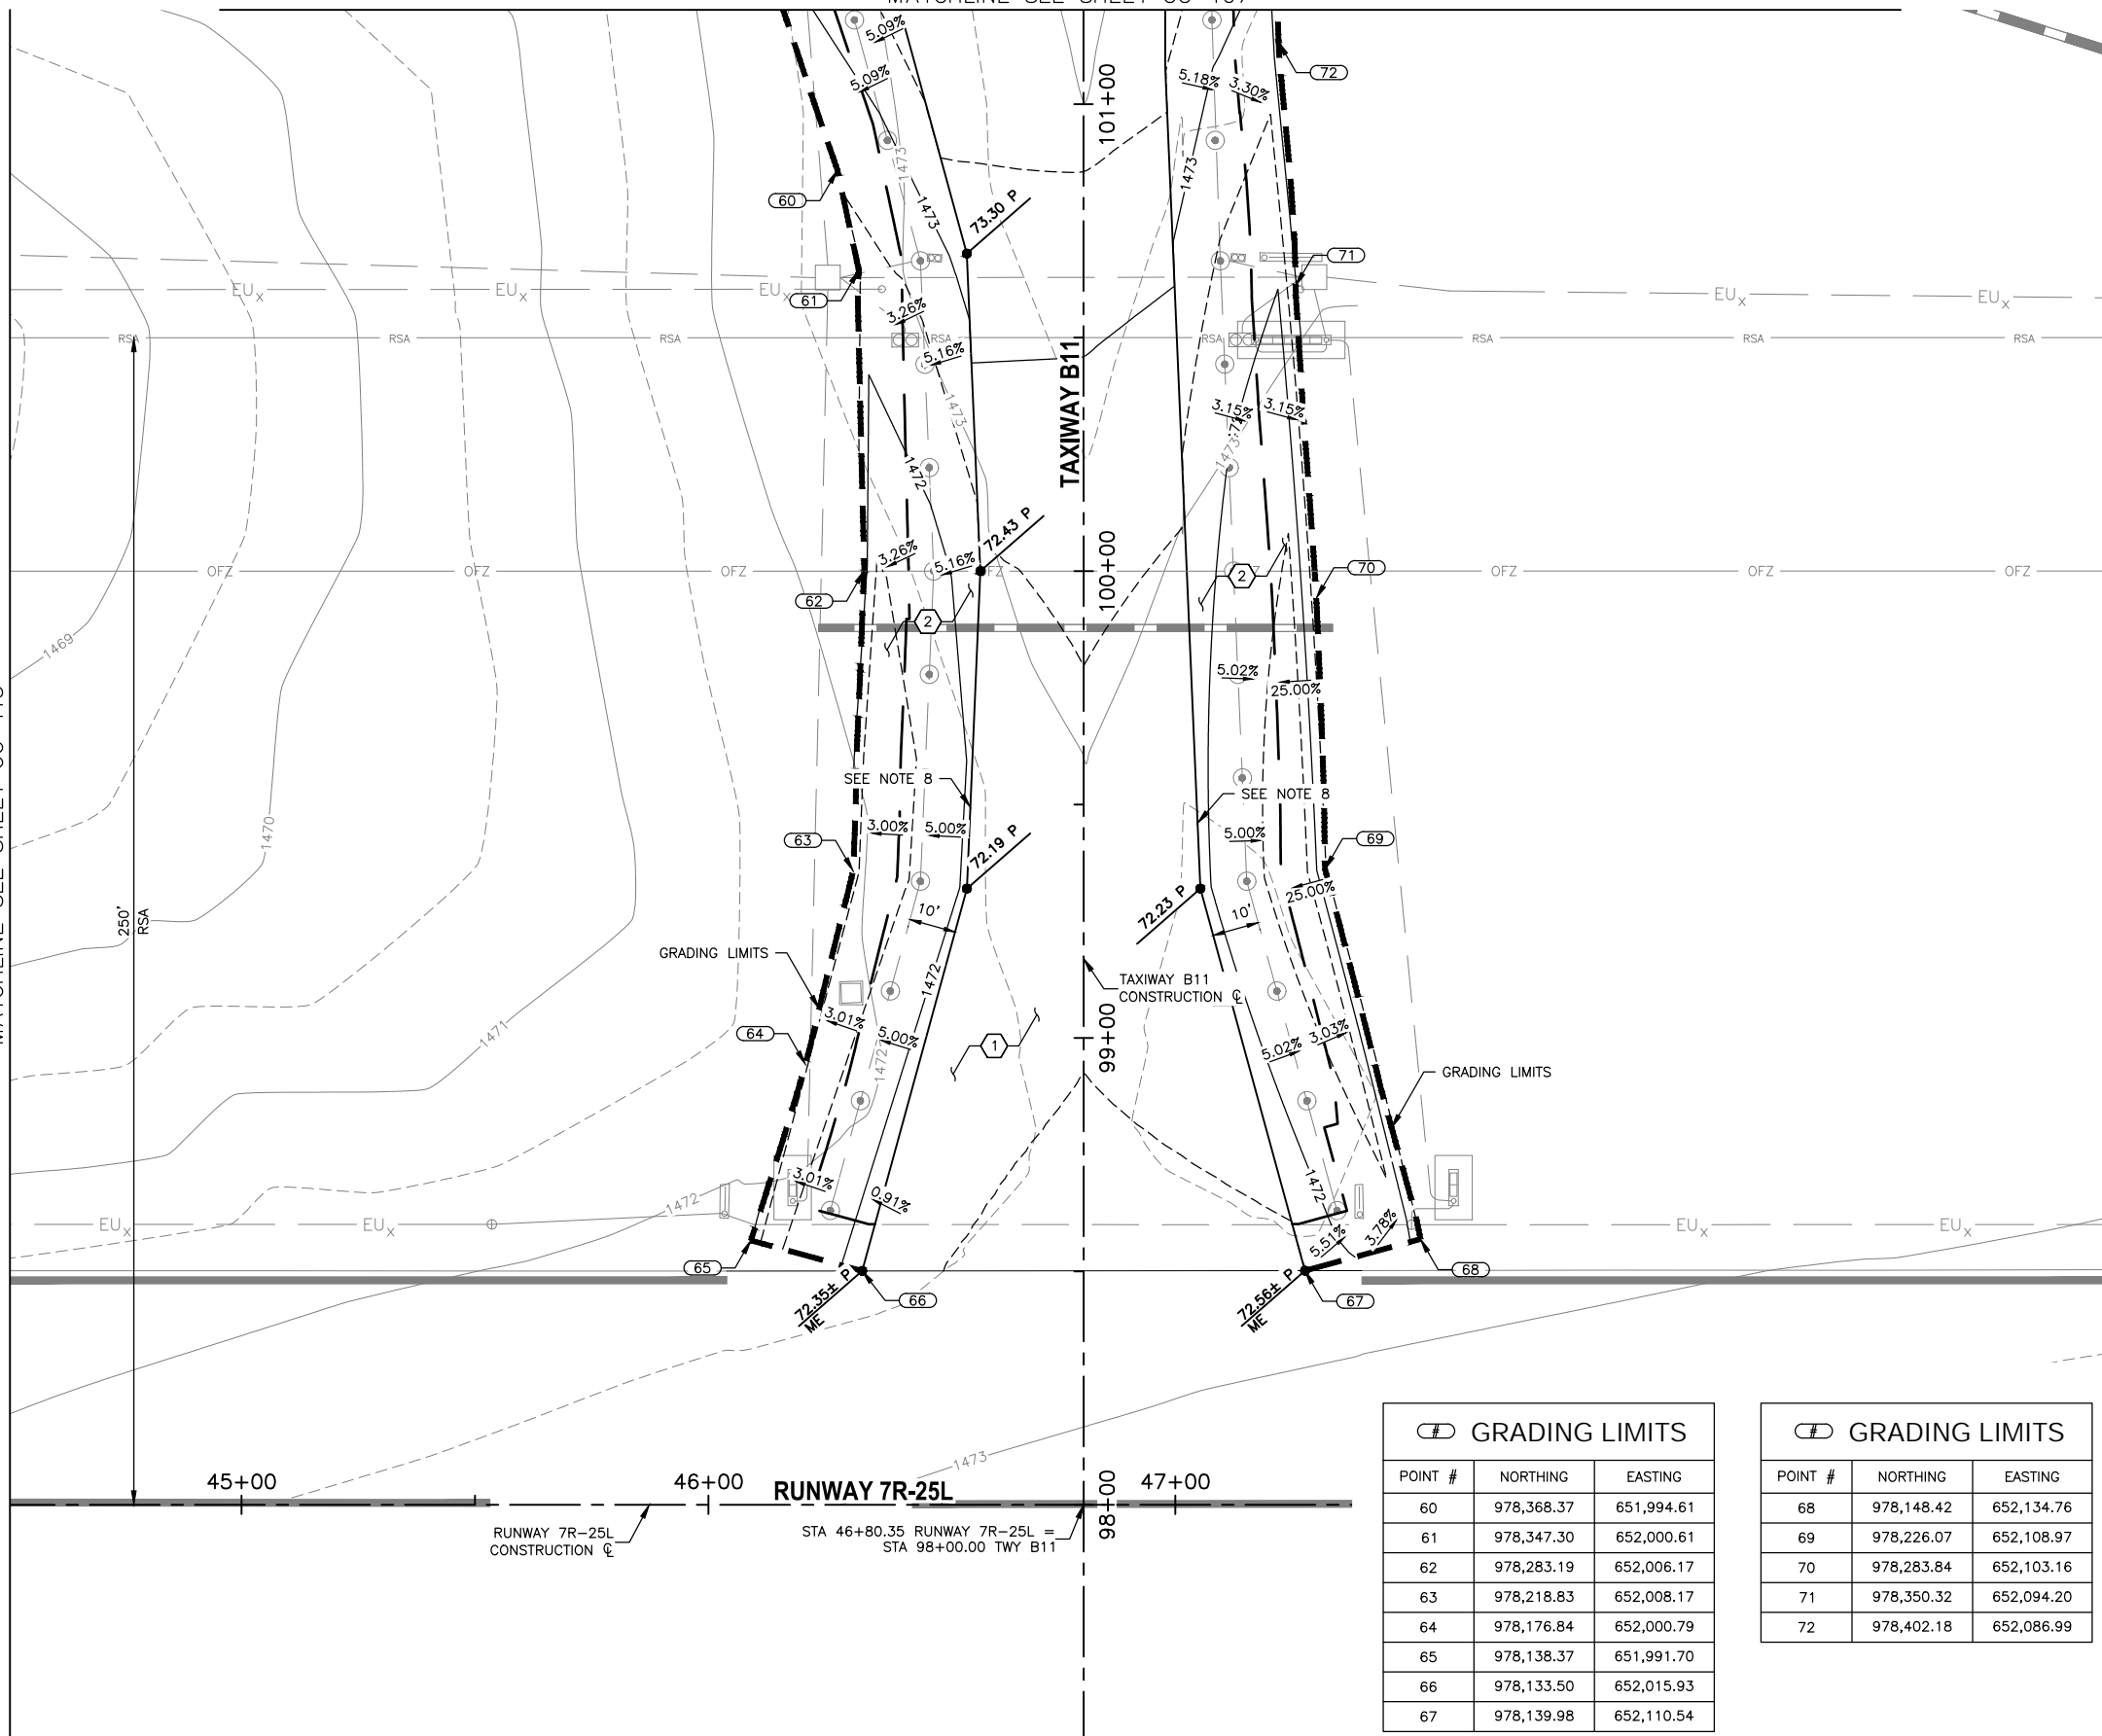 5.09%
5.09%
5.18%
3.30%
72
101+00
1473
1473
1473
60
73.30 P
71
61
EUx
EUx
EUx
EUx
EUx
3.26%
RSA
RSA
RSA
RSA
RSA
RSA
RSA
RSA
5.16%
TAXIWAY B11
3.15%
3.15%
1473
1473
1472
72.43 P
3.26%
5.16%
100+00
OFZ
OFZ
OFZ
OFZ
OFZ
OFZ
2
2
70
62
1469
5.02%
25.00%
SEE NOTE 8
SEE NOTE 8
3.00%
5.00%
5.00%
63
69
72.19 P
1470
25.00%
72.23 P
10'
10'
250'
RSA
GRADING LIMITS
1472
TAXIWAY B11
CONSTRUCTION ℄
3.01%
5.00%
3.03%
5.02%
64
1471
1472
1
99+00
GRADING LIMITS
3.01%
0.91%
1472
1472
EUx
EUx
EUx
EUx
5.51%
3.78%
65
68
72.35± P
ME
66
72.56± P
ME
67
1473
45+00
46+00
RUNWAY 7R-25L
47+00
98+00
RUNWAY 7R-25L
CONSTRUCTION ℄
STA 46+80.35 RUNWAY 7R-25L =
STA 98+00.00 TWY B11
# GRADING LIMITS
POINT # NORTHING EASTING
60 978,368.37 651,994.61
61 978,347.30 652,000.61
62 978,283.19 652,006.17
63 978,218.83 652,008.17
64 978,176.84 652,000.79
65 978,138.37 651,991.70
66 978,133.50 652,015.93
67 978,139.98 652,110.54
# GRADING LIMITS
POINT # NORTHING EASTING
68 978,148.42 652,134.76
69 978,226.07 652,108.97
70 978,283.84 652,103.16
71 978,350.32 652,094.20
72 978,402.18 652,086.99